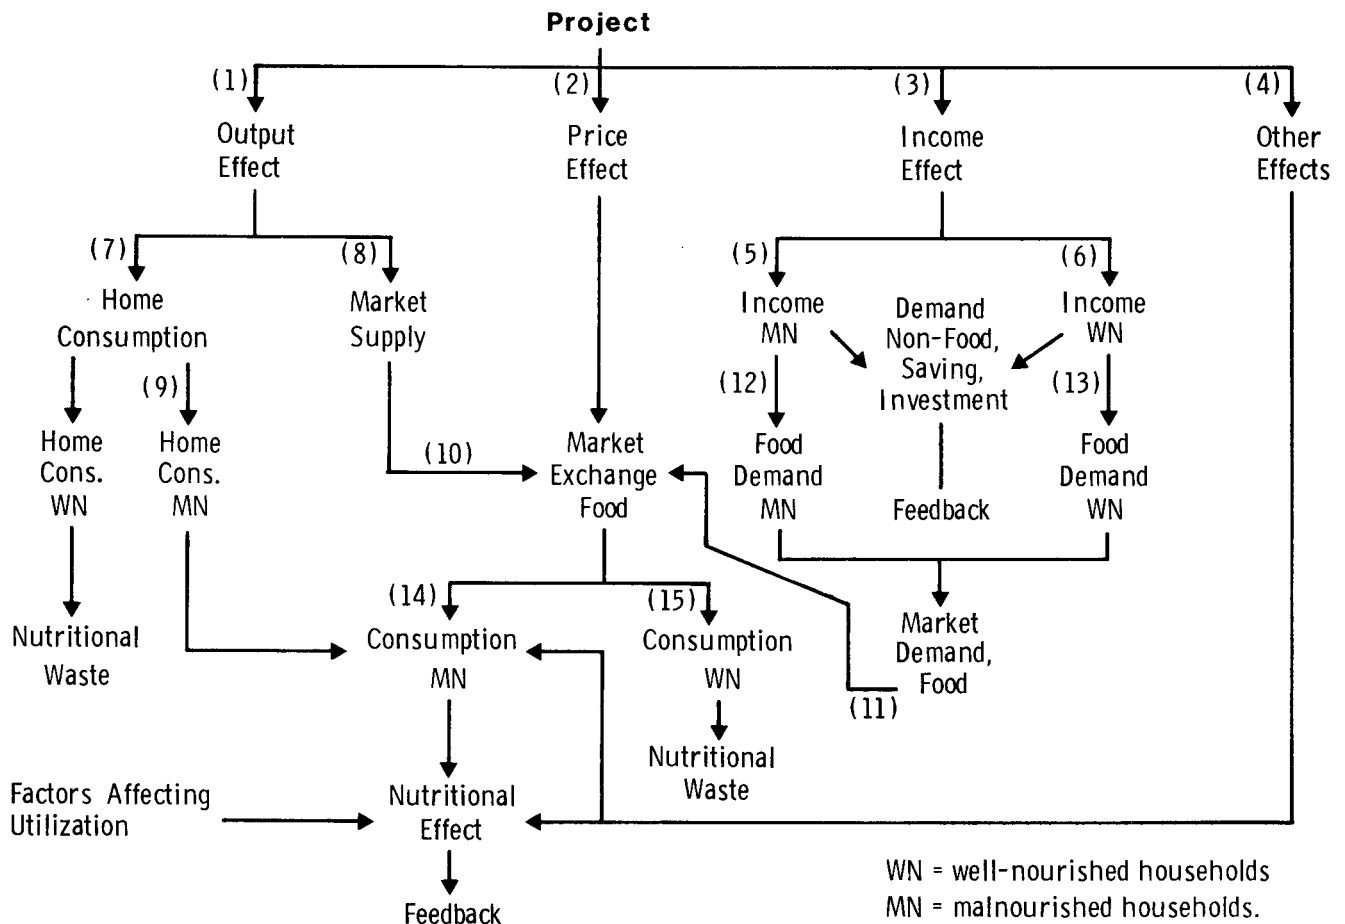 Project
(1)
(2)
(3)
(4)
Output
Effect
Price
Effect
Income
Effect
Other
Effects
(7)
(8)
(5)
(6)
Home
Consumption
Market
Supply
Income
MN
Demand
Non-Food,
Saving,
Investment
Income
WN
(9)
(12)
(13)
Home
Cons.
WN
Home
Cons.
MN
(10)
Market
Exchange
Food
Food
Demand
MN
Feedback
Food
Demand
WN
(14)
(15)
Nutritional
Waste
Consumption
MN
Consumption
WN
Market
Demand,
Food
(11)
Nutritional
Waste
Factors Affecting
Utilization
Nutritional
Effect
Feedback
WN = well-nourished households
MN = malnourished households.